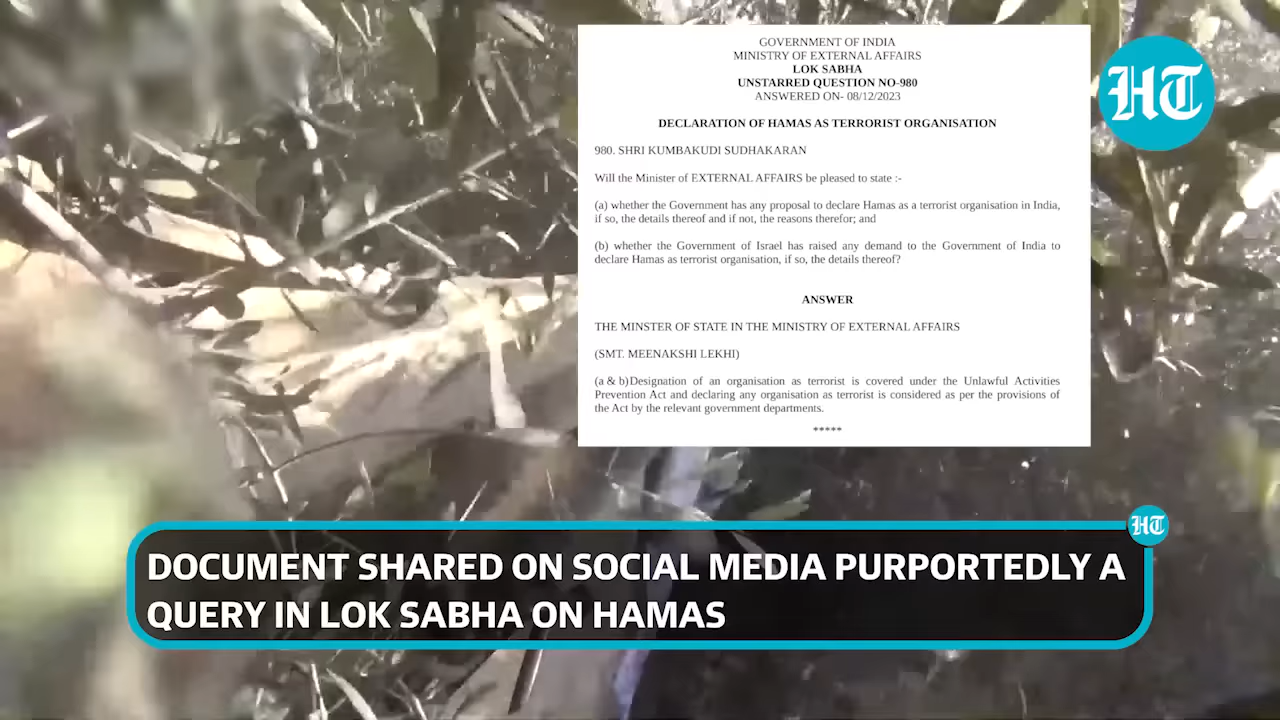 GOVERNMENT OF INDIA
MINISTRY OF EXTERNAL AFFAIRS
LOK SABHA
UNSTARRED QUESTION NO-980
ANSWERED ON- 08/12/2023
DECLARATION OF HAMAS AS TERRORIST ORGANISATION
980. SHRI KUMBAKUDI SUDHAKARAN
Will the Minister of EXTERNAL AFFAIRS be pleased to state :-
(a) whether the Government has any proposal to declare Hamas as a terrorist organisation in India,
if so, the details thereof and if not, the reasons therefor; and
(b) whether the Government of Israel has raised any demand to the Government of India to
declare Hamas as terrorist organisation, if so, the details thereof?
ANSWER
THE MINSTER OF STATE IN THE MINISTRY OF EXTERNAL AFFAIRS
(SMT. MEENAKSHI LEKHI)
(a & b)Designation of an organisation as terrorist is covered under the Unlawful Activities
Prevention Act and declaring any organisation as terrorist is considered as per the provisions of
the Act by the relevant government departments.
*****
HT
HT
DOCUMENT SHARED ON SOCIAL MEDIA PURPORTEDLY A
QUERY IN LOK SABHA ON HAMAS